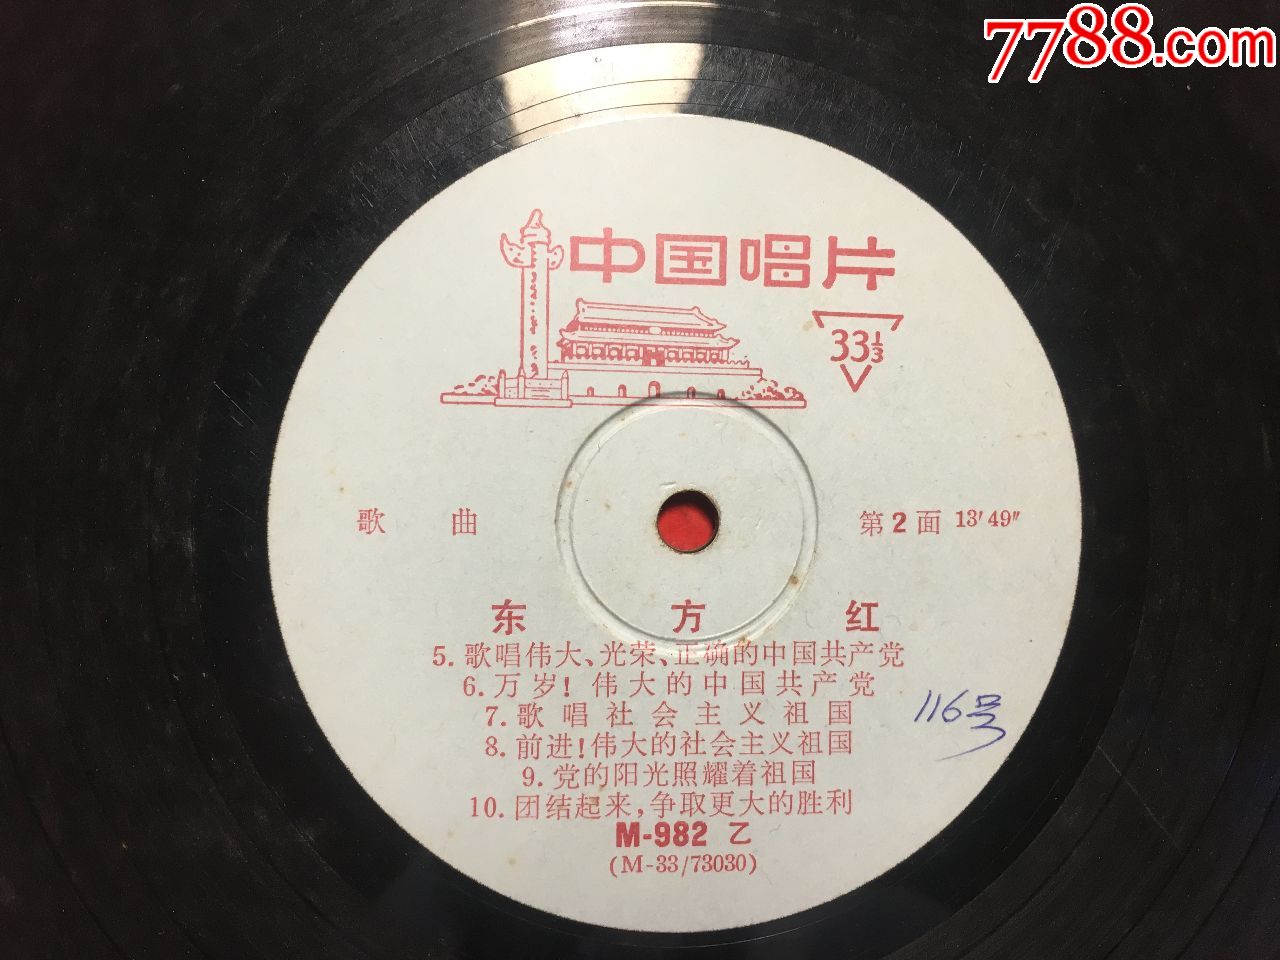 7788.com
中国唱片
33⅓
歌曲
第2面 13′49″
东方红
5.歌唱伟大、光荣、正确的中国共产党
6.万岁！伟大的中国共产党
7.歌唱社会主义祖国
8.前进！伟大的社会主义祖国
9.党的阳光照耀着祖国
10.团结起来，争取更大的胜利
116号
M-982 乙
(M-33/73030)